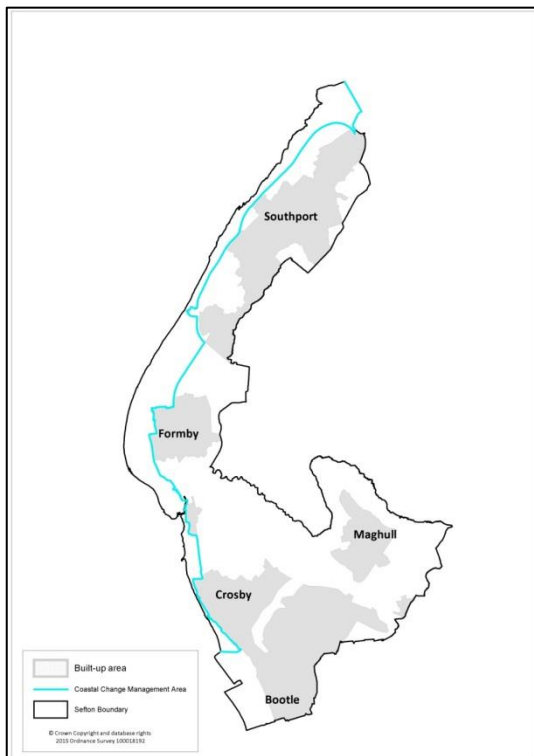 Southport
Formby
Maghull
Crosby
Bootle
Built-up area
Coastal Change Management Area
Sefton Boundary
© Crown Copyright and database rights
2015 Ordnance Survey 100018192